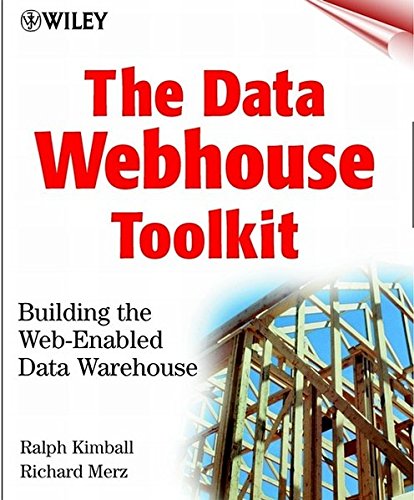 WILEY
The Data
Webhouse
Toolkit
Building the
Web-Enabled
Data Warehouse
Ralph Kimball
Richard Merz